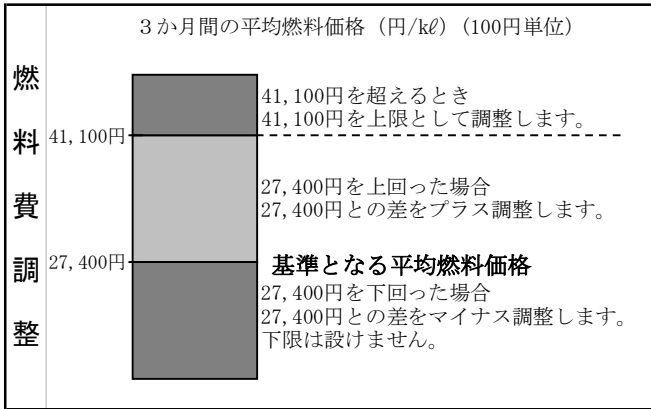 ３か月間の平均燃料価格（円/kℓ）（100円単位）
燃料費調整
41,100円を超えるとき
41,100円を上限として調整します。
41,100円
27,400円を上回った場合
27,400円との差をプラス調整します。
27,400円
基準となる平均燃料価格
27,400円を下回った場合
27,400円との差をマイナス調整します。
下限は設けません。